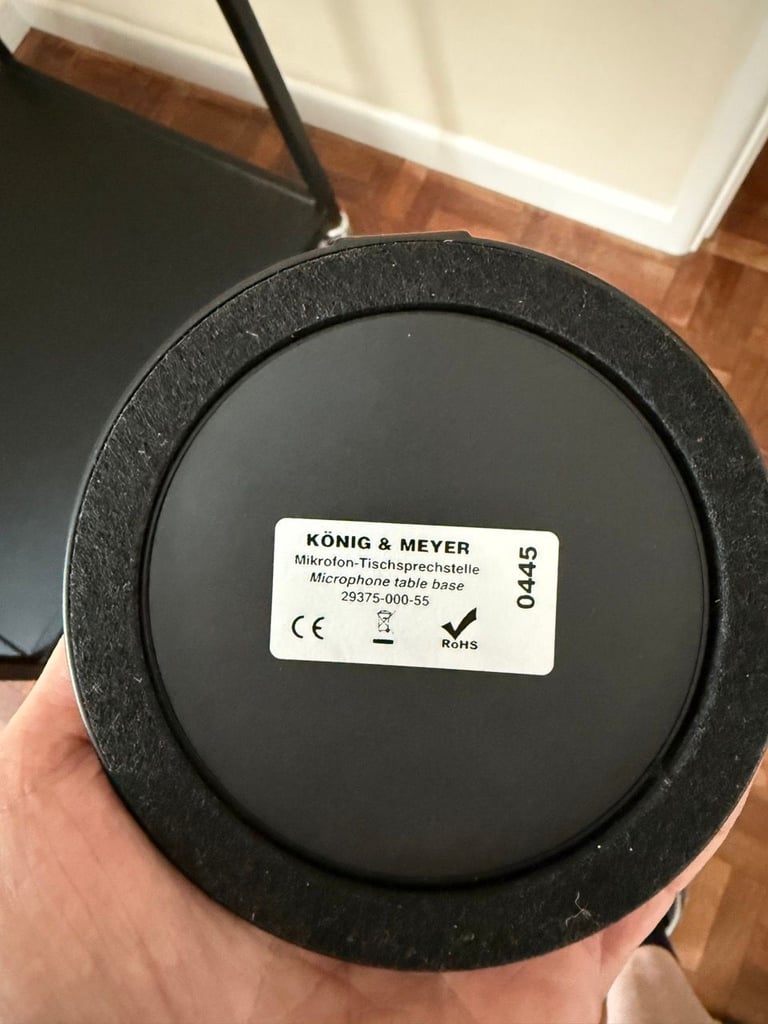 KÖNIG & MEYER
Mikrofon-Tischsprechstelle
Microphone table base
29375-000-55
CE
RoHS
0445